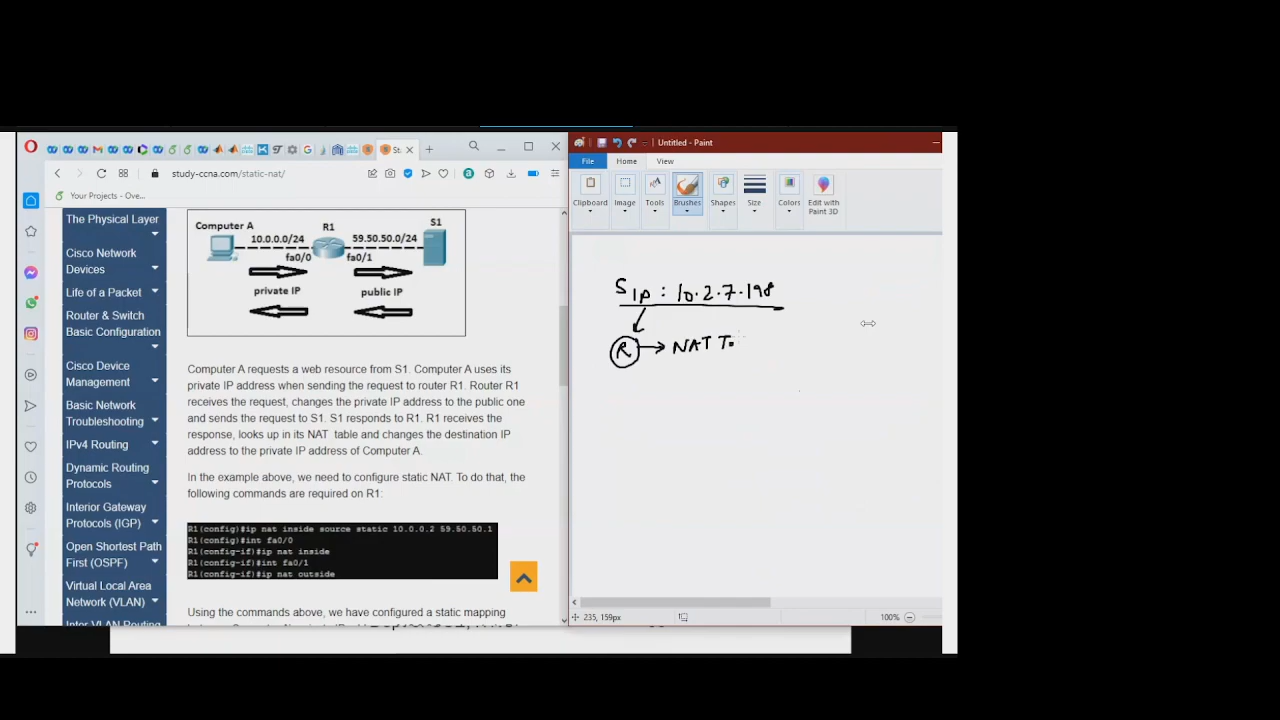 Untitled - Paint
St.
study-ccna.com/static-nat/
File
Home
View
Your Projects - Ove...
Clipboard
Image
Tools
Brushes
Shapes
Size
Colors
Edit with
Paint 3D
The Physical Layer
Cisco Network
Devices
Life of a Packet
Router & Switch
Basic Configuration
Cisco Device
Management
Basic Network
Troubleshooting
IPv4 Routing
Dynamic Routing
Protocols
Interior Gateway
Protocols (IGP)
Open Shortest Path
First (OSPF)
Virtual Local Area
Network (VLAN)
Inter VLAN Routing
Computer A
10.0.0.0/24
R1
59.50.50.0/24
S1
fa0/0
fa0/1
private IP
public IP
Computer A requests a web resource from S1. Computer A uses its
private IP address when sending the request to router R1. Router R1
receives the request, changes the private IP address to the public one
and sends the request to S1. S1 responds to R1. R1 receives the
response, looks up in its NAT table and changes the destination IP
address to the private IP address of Computer A.
In the example above, we need to configure static NAT. To do that, the
following commands are required on R1:
R1(config)#ip nat inside source static 10.0.0.2 59.50.50.1
R1(config)#int fa0/0
R1(config-if)#ip nat inside
R1(config-if)#int fa0/1
R1(config-if)#ip nat outside
Using the commands above, we have configured a static mapping
SIP : 10.2.7.198
R → NAT To
235, 159px
100%